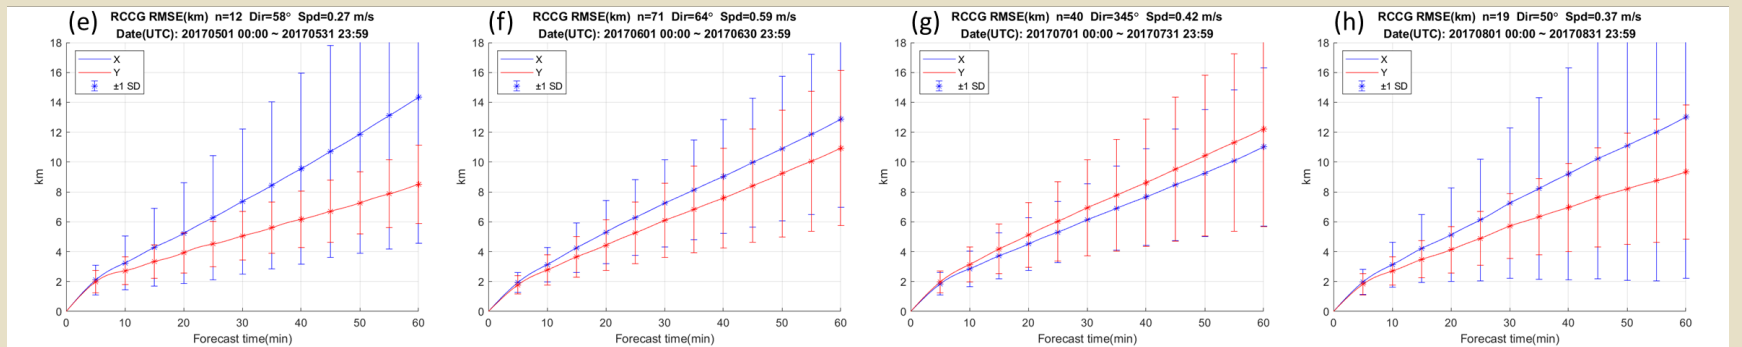 (e)
RCCG RMSE(km) n=12 Dir=58° Spd=0.27 m/s
Date(UTC): 20170501 00:00 ~ 20170531 23:59
18
16
14
12
10
8
6
4
2
0
km
X
Y
±1 SD
0 10 20 30 40 50 60
Forecast time(min)
(f)
RCCG RMSE(km) n=71 Dir=64° Spd=0.59 m/s
Date(UTC): 20170601 00:00 ~ 20170630 23:59
18
16
14
12
10
8
6
4
2
0
km
X
Y
±1 SD
0 10 20 30 40 50 60
Forecast time(min)
(g)
RCCG RMSE(km) n=40 Dir=345° Spd=0.42 m/s
Date(UTC): 20170701 00:00 ~ 20170731 23:59
18
16
14
12
10
8
6
4
2
0
km
X
Y
±1 SD
0 10 20 30 40 50 60
Forecast time(min)
(h)
RCCG RMSE(km) n=19 Dir=50° Spd=0.37 m/s
Date(UTC): 20170801 00:00 ~ 20170831 23:59
18
16
14
12
10
8
6
4
2
0
km
X
Y
±1 SD
0 10 20 30 40 50 60
Forecast time(min)